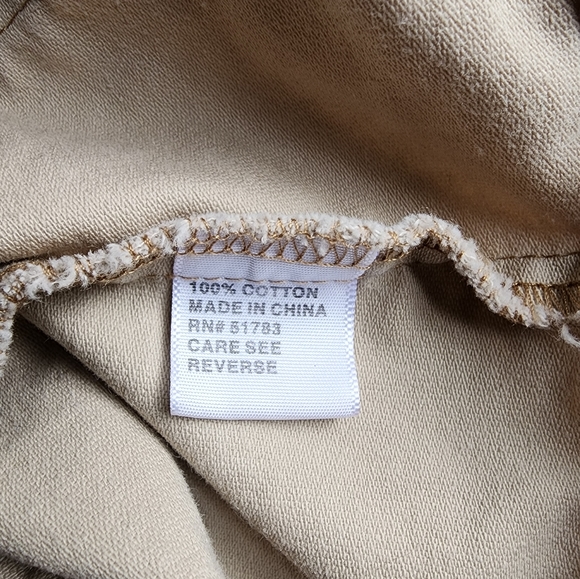 100% COTTON
MADE IN CHINA
RN# 51783
CARE SEE
REVERSE